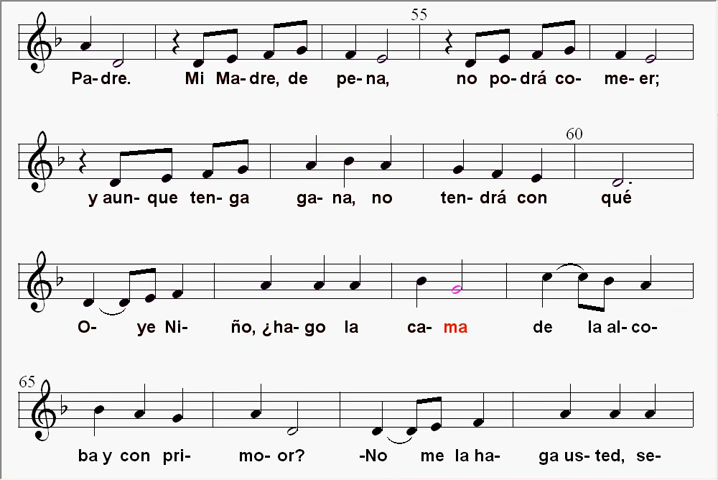 55
Pa- dre. Mi Ma- dre, de pe- na, no po- drá co- me- er;
60
y aun- que ten- ga ga- na, no ten- drá con qué
O- ye Ni- ño, ¿ha- go la ca- ma de la al- co-
65
ba y con pri- mo- or? -No me la ha- ga us- ted, se-